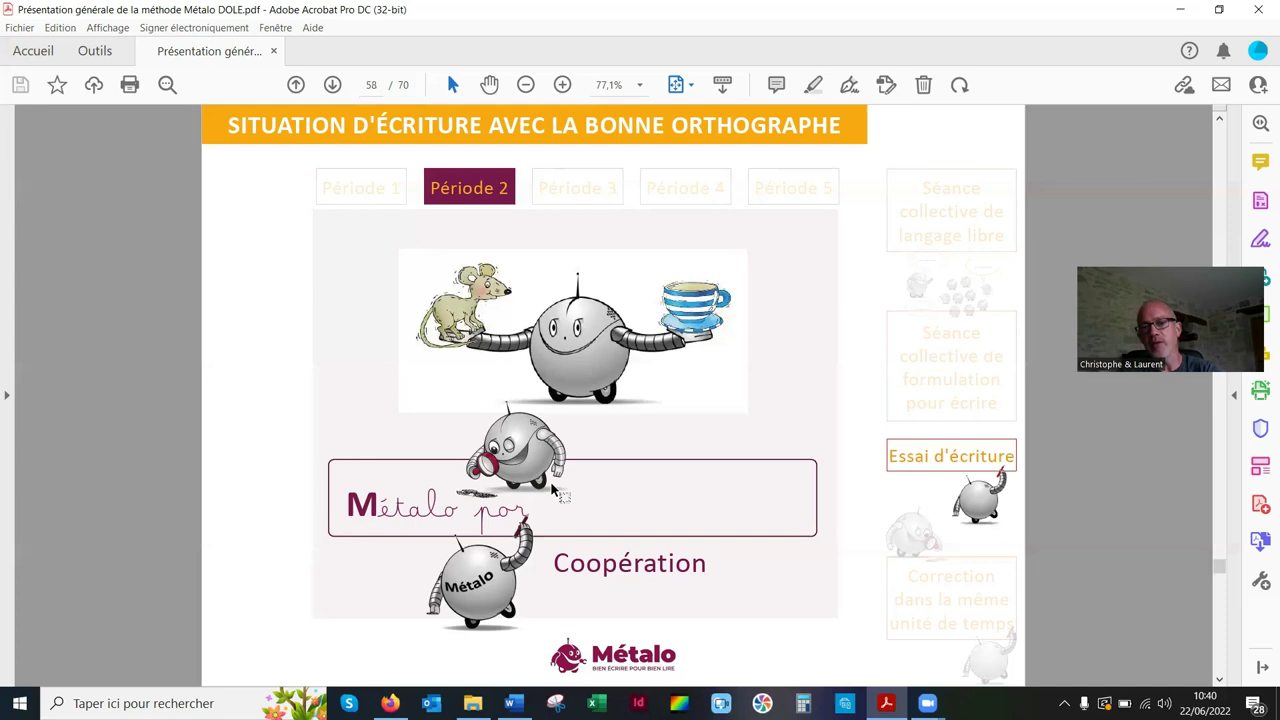 Présentation générale de la méthode Métalo DOLE.pdf - Adobe Acrobat Pro DC (32-bit)
Fichier Edition Affichage Signer électroniquement Fenêtre Aide
Accueil Outils Présentation génér... ×
58 / 70 77,1%
SITUATION D'ÉCRITURE AVEC LA BONNE ORTHOGRAPHE
Période 1 Période 2 Période 3 Période 4 Période 5
Séance
collective de
langage libre
Séance
collective de
formulation
pour écrire
Christophe & Laurent
Essai d'écriture
Métalo por
Coopération
Métalo
Correction
dans la même
unité de temps
Métalo
BIEN ÉCRIRE POUR BIEN LIRE
Taper ici pour rechercher
10:40
22/06/2022
28